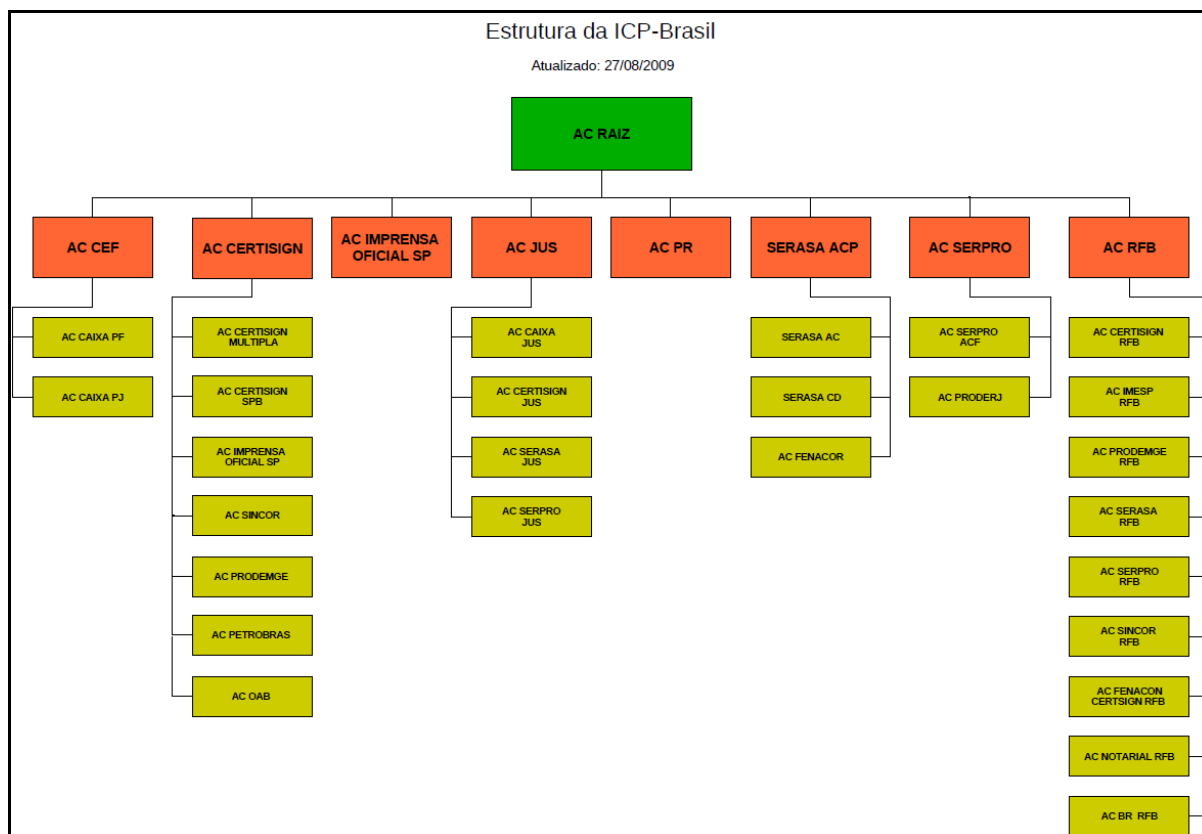 Estrutura da ICP-Brasil
Atualizado: 27/08/2009
AC RAIZ
AC CEF
AC CERTISIGN
AC IMPRENSA
OFICIAL SP
AC JUS
AC PR
SERASA ACP
AC SERPRO
AC RFB
AC CAIXA PF
AC CAIXA PJ
AC CERTISIGN
MULTIPLA
AC CERTISIGN
SPB
AC IMPRENSA
OFICIAL SP
AC SINCOR
AC PRODEMGE
AC PETROBRAS
AC OAB
AC CAIXA
JUS
AC CERTISIGN
JUS
AC SERASA
JUS
AC SERPRO
JUS
SERASA AC
SERASA CD
AC FENACOR
AC SERPRO
ACF
AC PRODERJ
AC CERTISIGN
RFB
AC IMESP
RFB
AC PRODEMGE
RFB
AC SERASA
RFB
AC SERPRO
RFB
AC SINCOR
RFB
AC FENACON
CERTSIGN RFB
AC NOTARIAL RFB
AC BR RFB